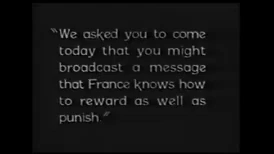 "We asked you to come
today that you might
broadcast a message
that France knows how
to reward as well as
punish."